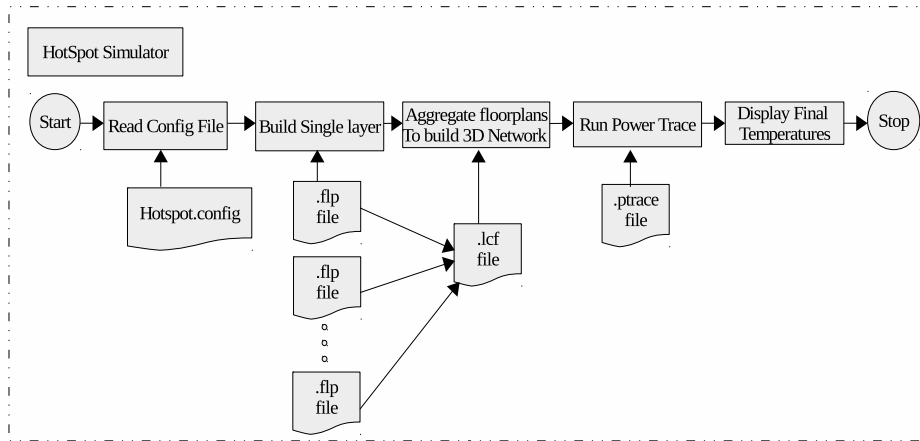 HotSpot Simulator
Start
Read Config File
Build Single layer
Aggregate floorplans
To build 3D Network
Run Power Trace
Display Final
Temperatures
Stop
Hotspot.config
.flp
file
.lcf
file
.ptrace
file
.flp
file
.flp
file